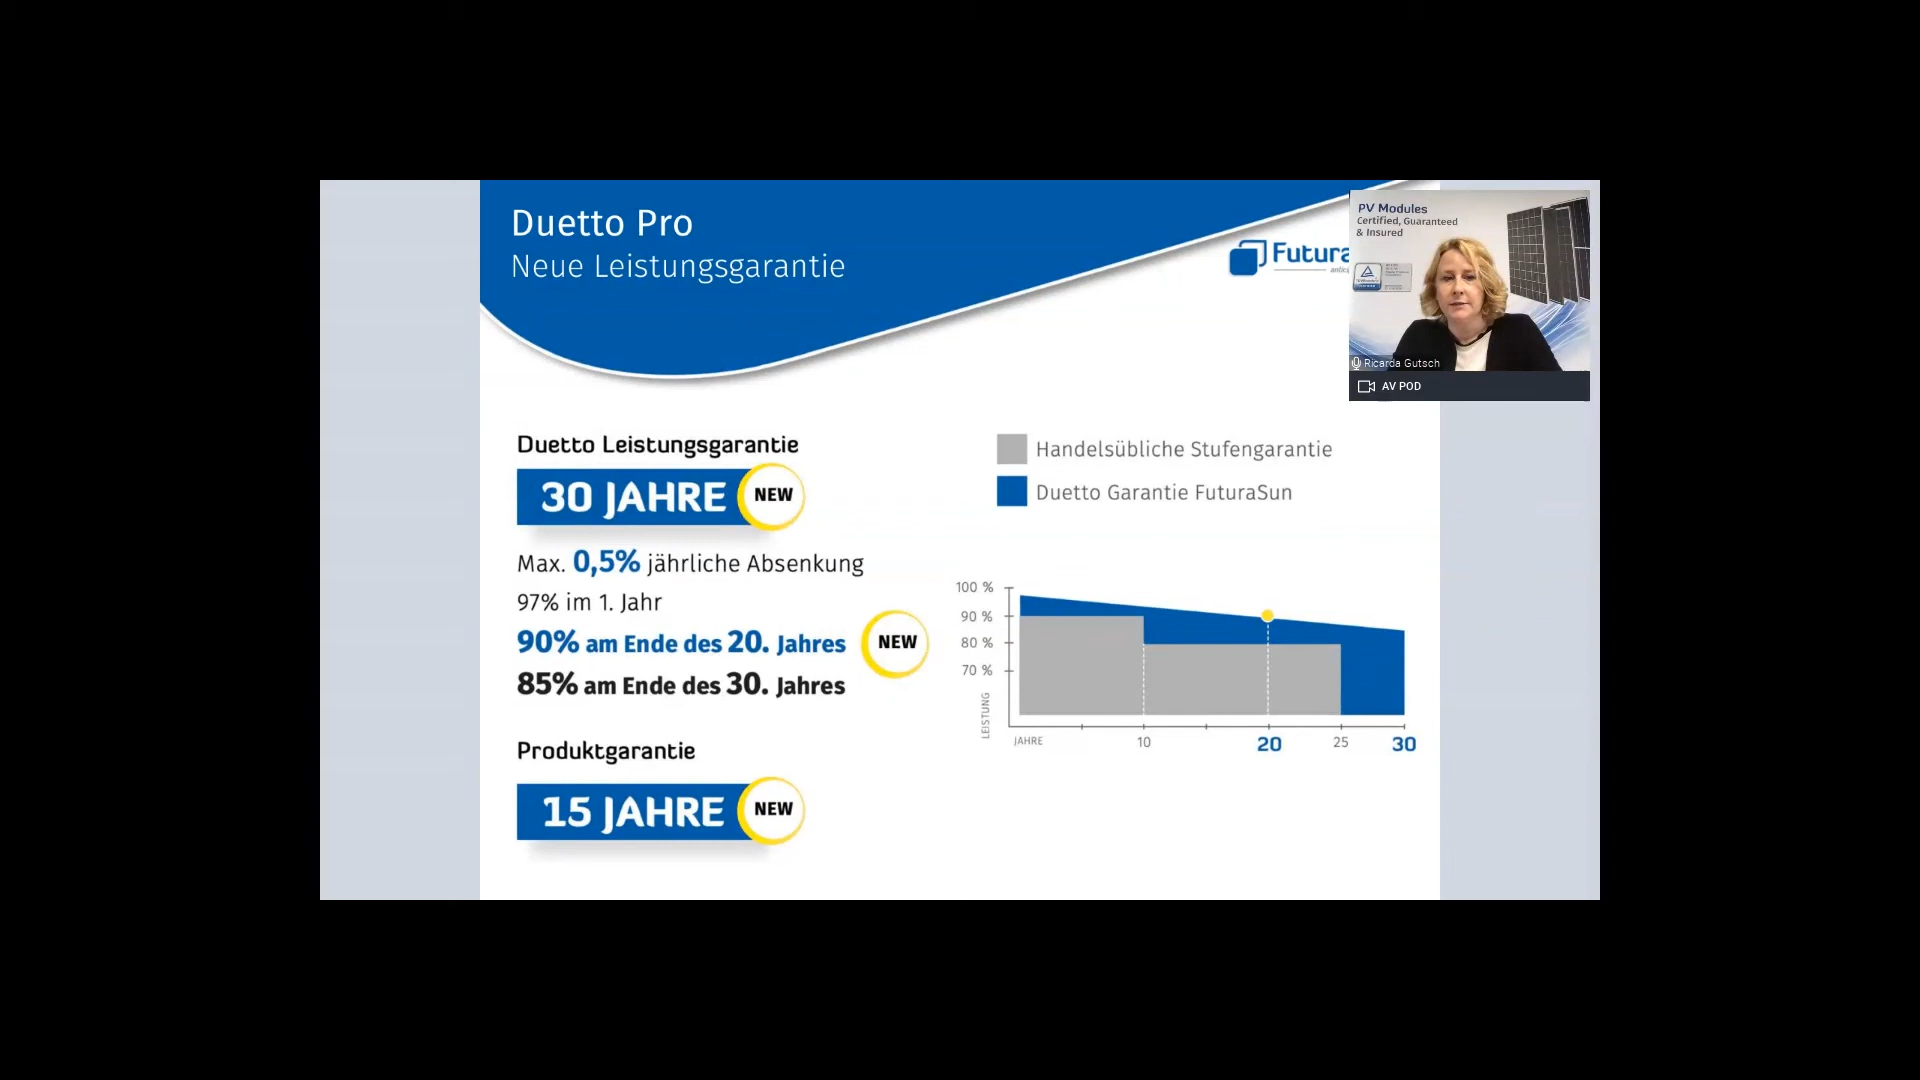 Duetto Pro
Neue Leistungsgarantie
Futura
PV Modules
Certified, Guaranteed
& Insured
Ricarda Gutsch
AV POD
Duetto Leistungsgarantie
30 JAHRE NEW
Max. 0,5% jährliche Absenkung
97% im 1. Jahr
90% am Ende des 20. Jahres NEW
85% am Ende des 30. Jahres
Produktgarantie
15 JAHRE NEW
Handelsübliche Stufengarantie
Duetto Garantie FuturaSun
100 %
90 %
80 %
70 %
LEISTUNG
JAHRE 10 20 25 30